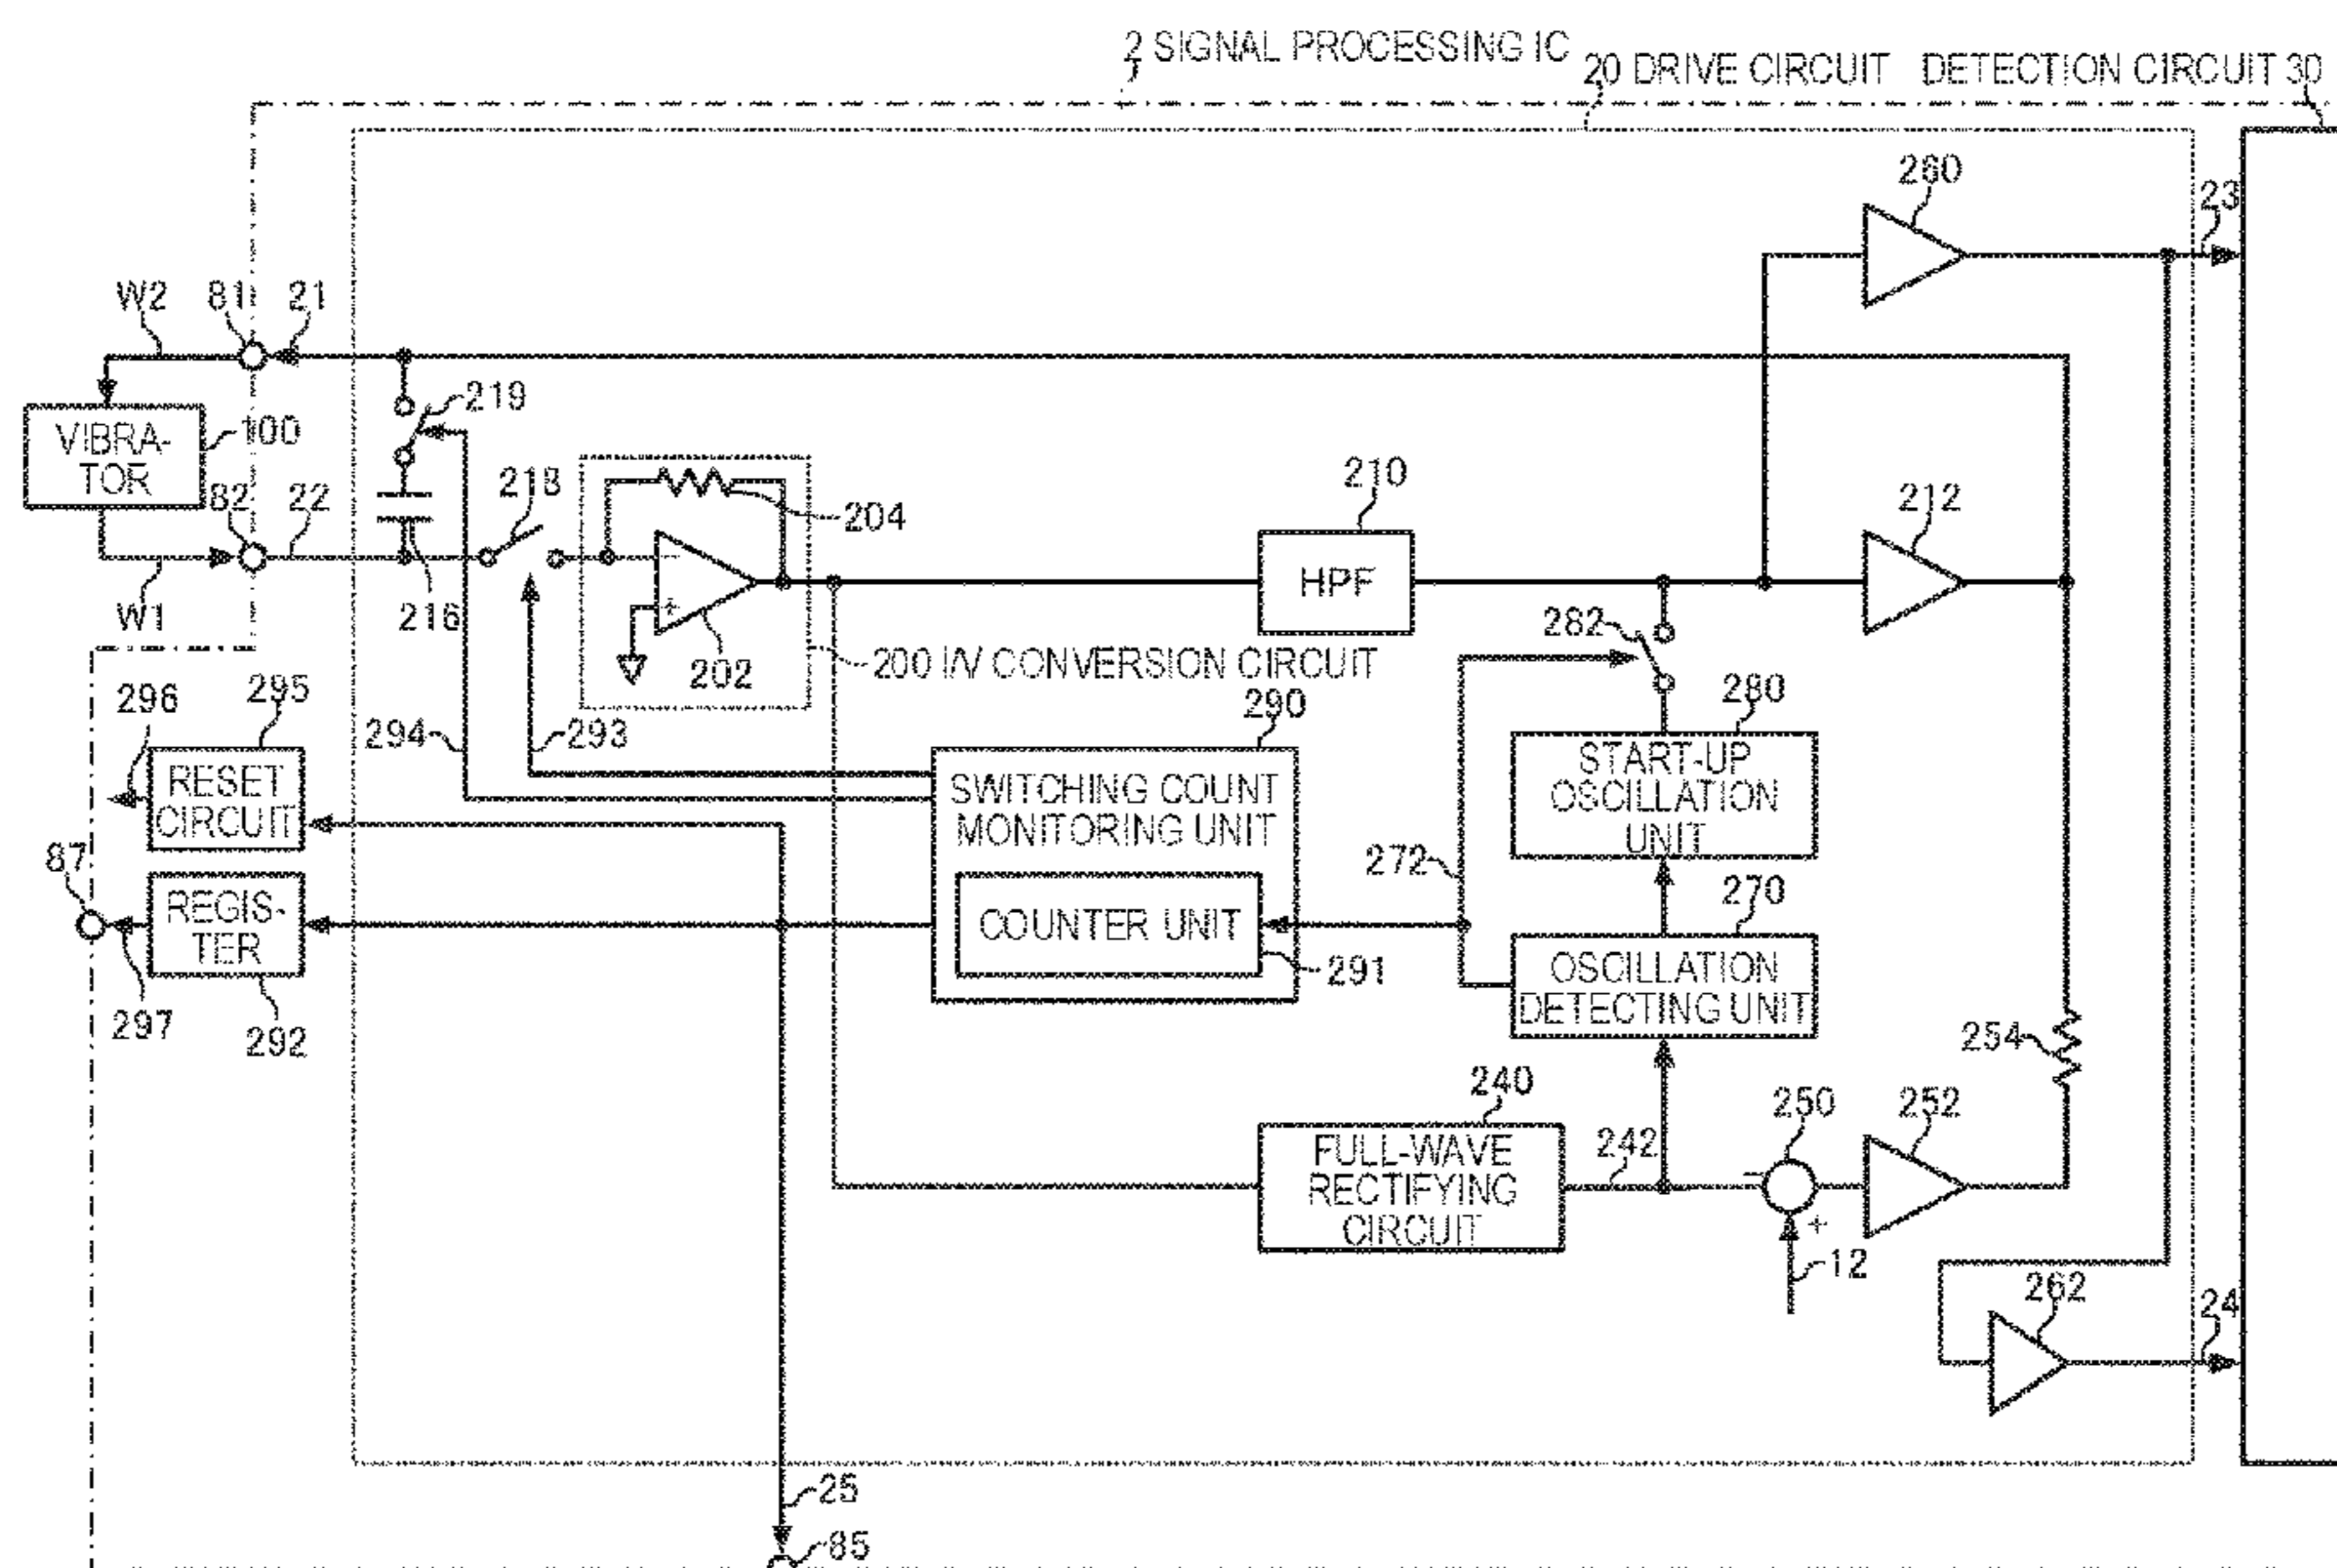 2 SIGNAL PROCESSING IC
20 DRIVE CIRCUIT
DETECTION CIRCUIT 30
260
23
W2
81
21
219
VIBRA-
TOR
100
82
22
218
204
210
212
HPF
W1
216
202
200 I/V CONVERSION CIRCUIT
282
296
295
294
293
290
280
RESET
CIRCUIT
SWITCHING COUNT
MONITORING UNIT
START-UP
OSCILLATION
UNIT
87
272
270
REGIS-
TER
COUNTER UNIT
291
OSCILLATION
DETECTING UNIT
297
292
254
240
250
252
FULL-WAVE
RECTIFYING
CIRCUIT
242
−
+
12
262
24
25
85
−
+